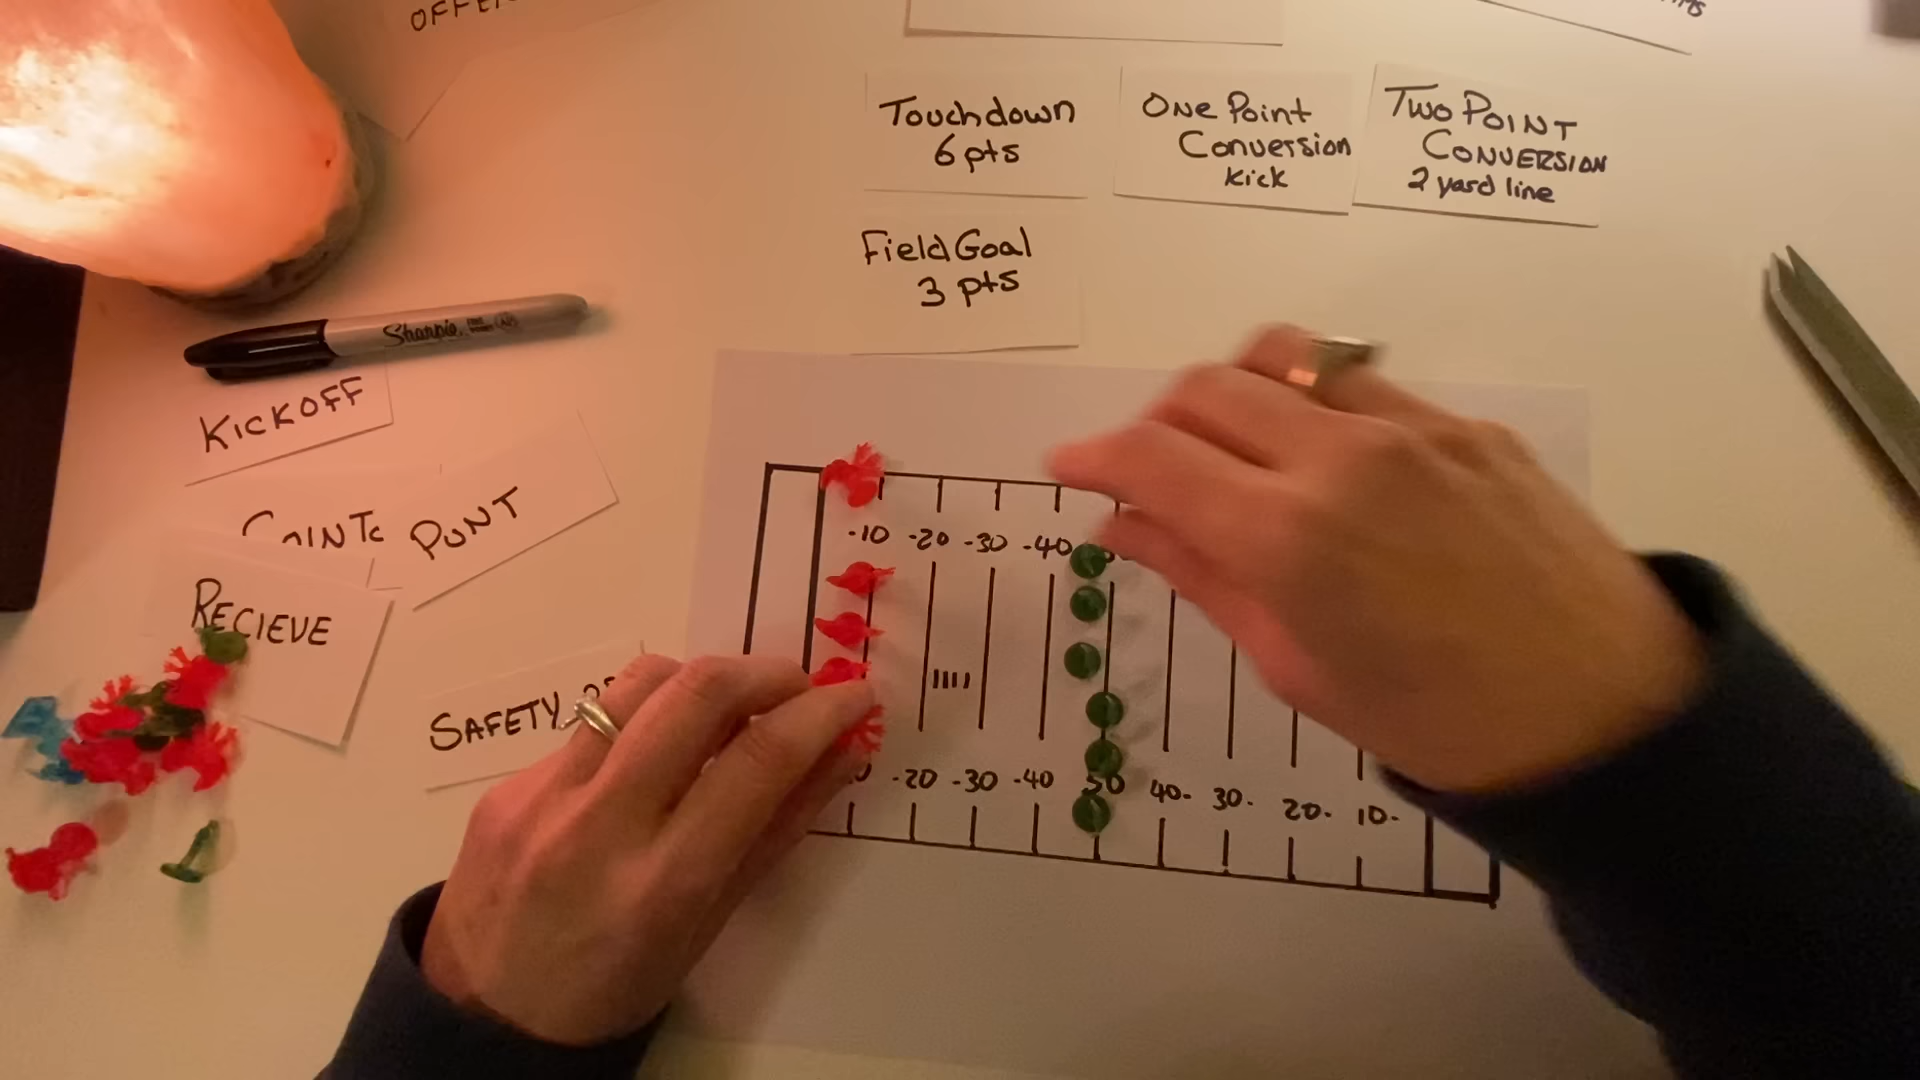 Touchdown
6 pts
One Point
Conversion
Kick
Two Point
Conversion
2 yard line
Field Goal
3 pts
Sharpie
KICKOFF
PUNT
RECIEVE
SAFETY
-10 -20 -30 -40
-20 -30 -40 50 40- 30- 20- 10-